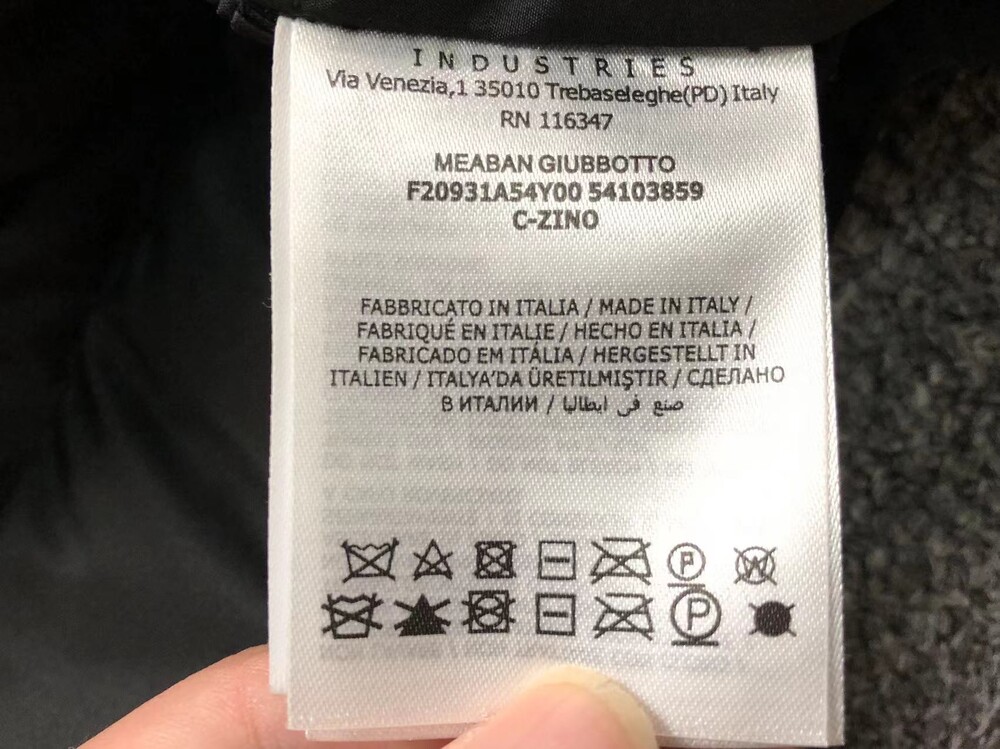 INDUSTRIES
Via Venezia,1 35010 Trebaseleghe(PD) Italy
RN 116347
MEABAN GIUBBOTTO
F20931A54Y00 54103859
C-ZINO
FABBRICATO IN ITALIA / MADE IN ITALY /
FABRIQUÉ EN ITALIE / HECHO EN ITALIA /
FABRICADO EM ITÁLIA / HERGESTELLT IN
ITALIEN / ITALYA'DA ÜRETILMIŞTIR / СДЕЛАНО
В ИТАЛИИ / صنع في ايطاليا
P W
P